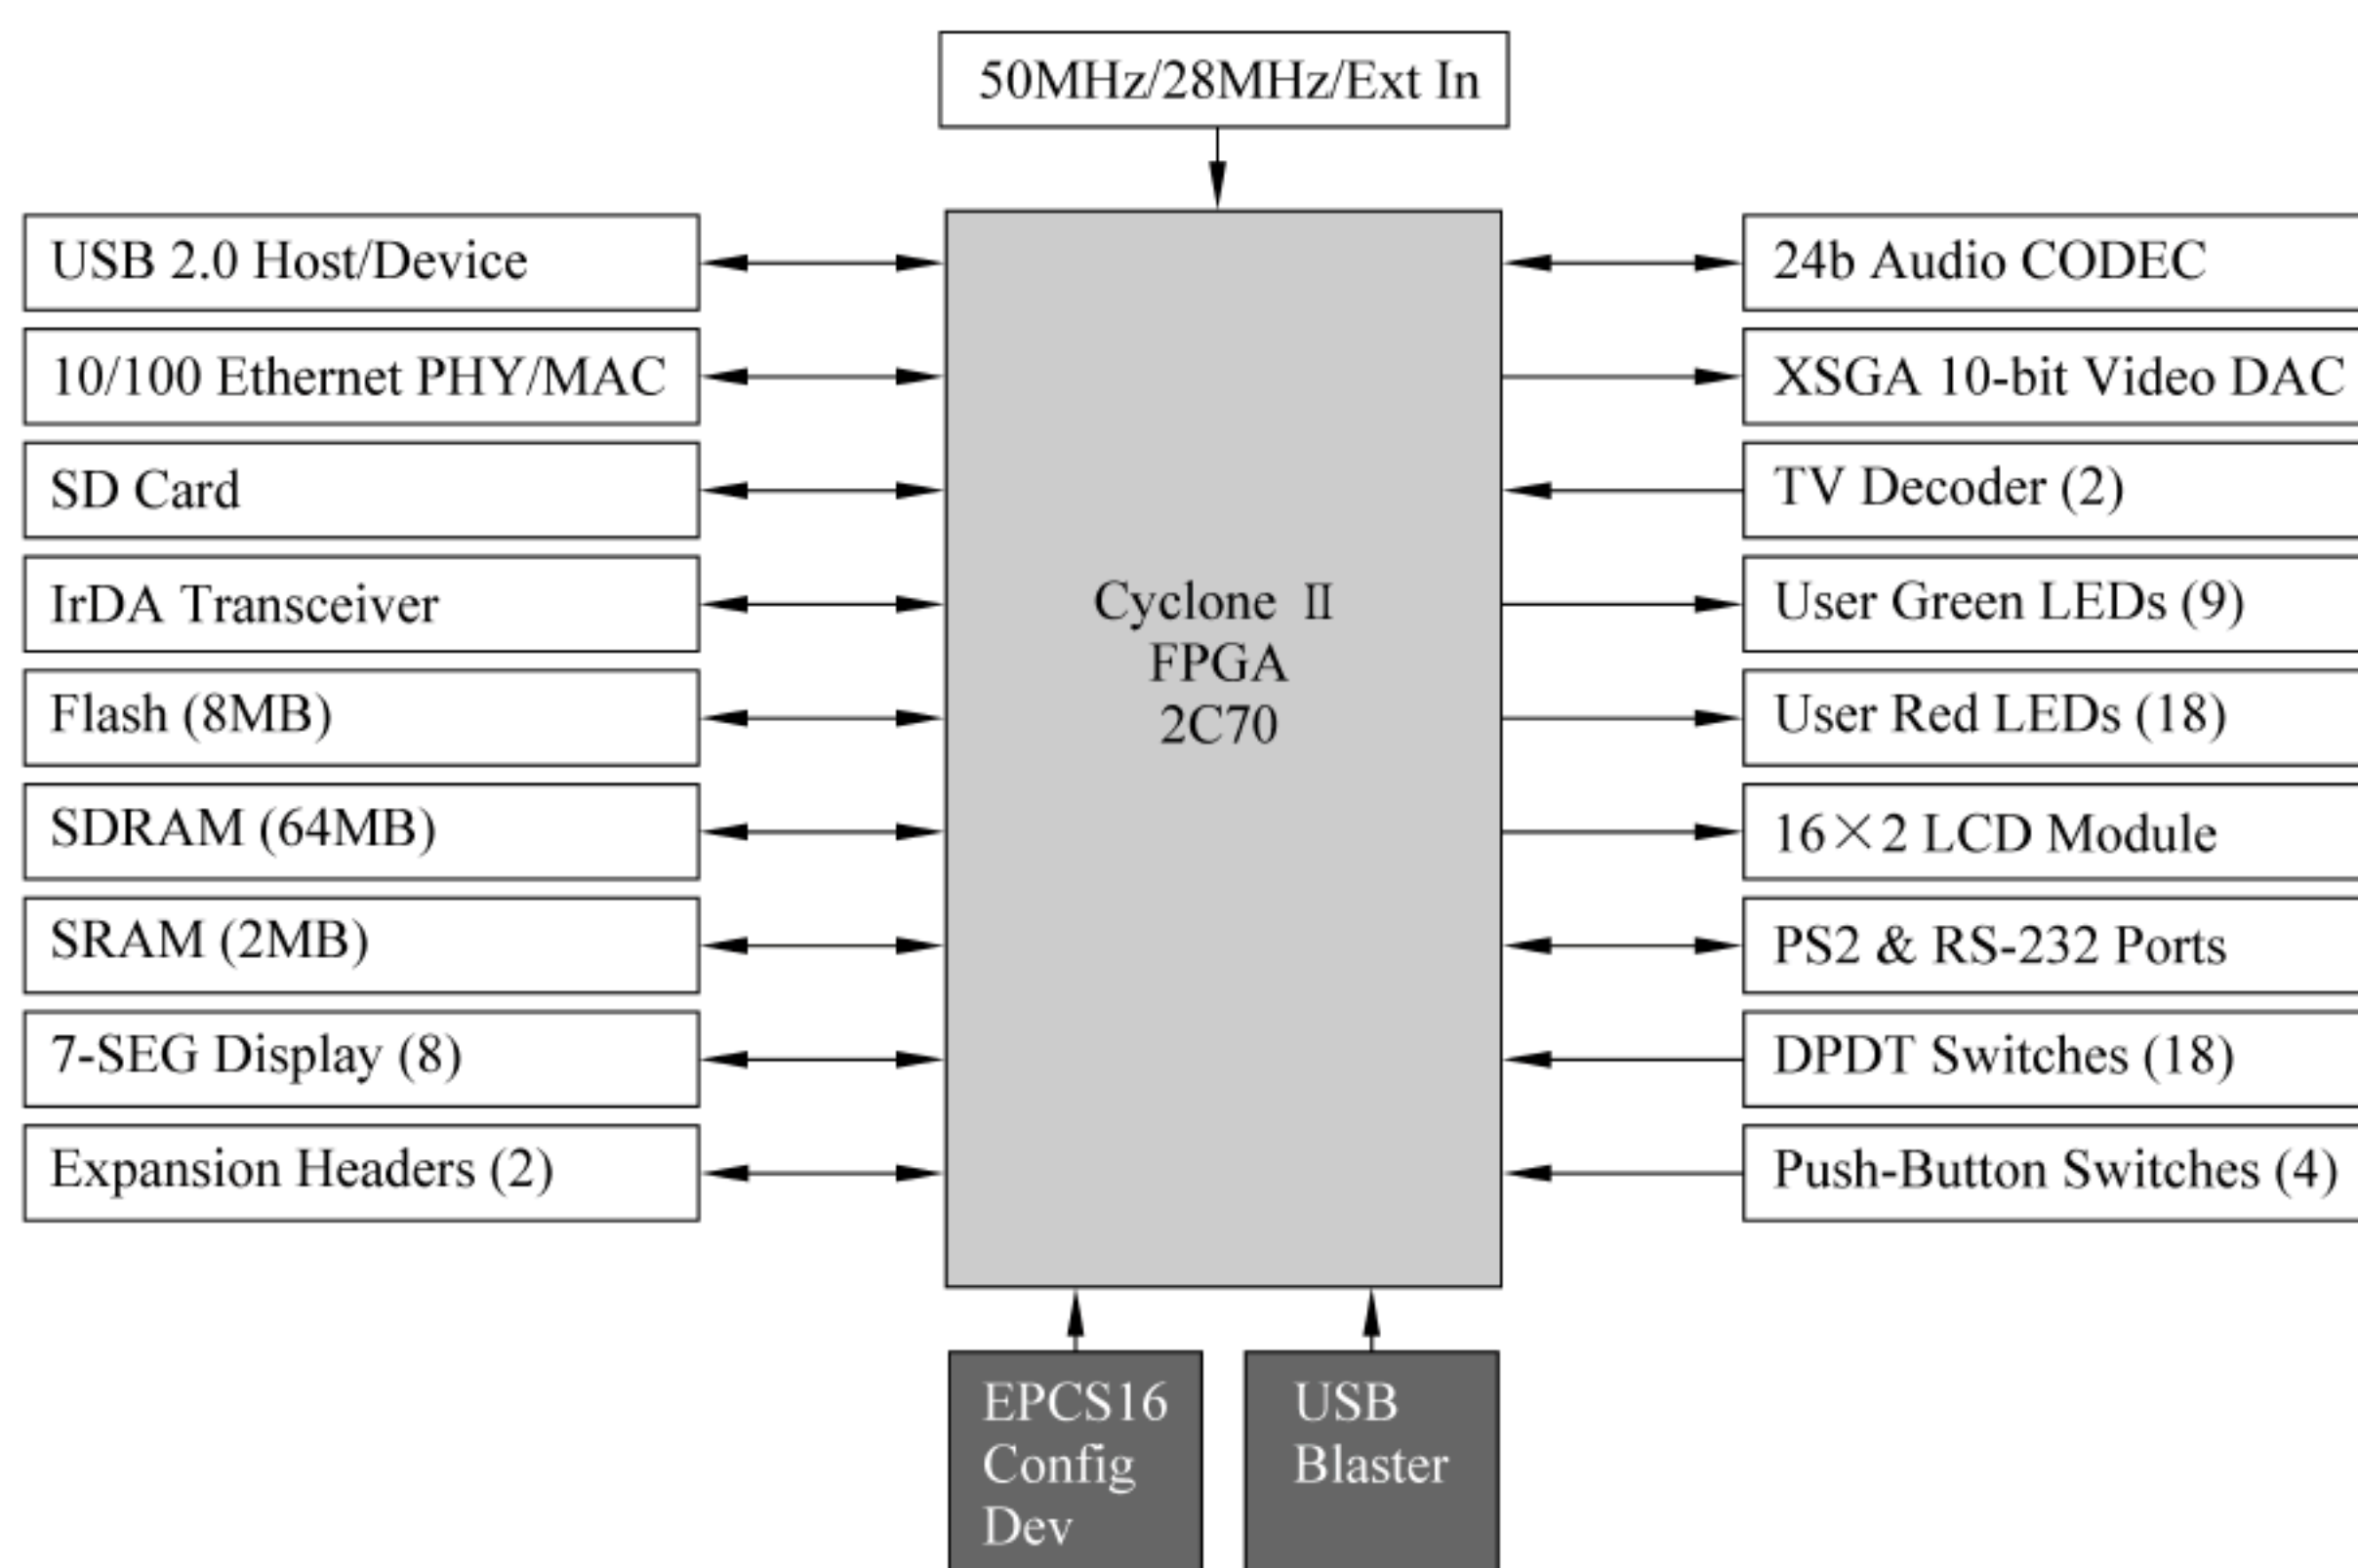 50MHz/28MHz/Ext In
USB 2.0 Host/Device
10/100 Ethernet PHY/MAC
SD Card
IrDA Transceiver
Flash (8MB)
SDRAM (64MB)
SRAM (2MB)
7-SEG Display (8)
Expansion Headers (2)
Cyclone Ⅱ
FPGA
2C70
24b Audio CODEC
XSGA 10-bit Video DAC
TV Decoder (2)
User Green LEDs (9)
User Red LEDs (18)
16×2 LCD Module
PS2 & RS-232 Ports
DPDT Switches (18)
Push-Button Switches (4)
EPCS16
Config
Dev
USB
Blaster